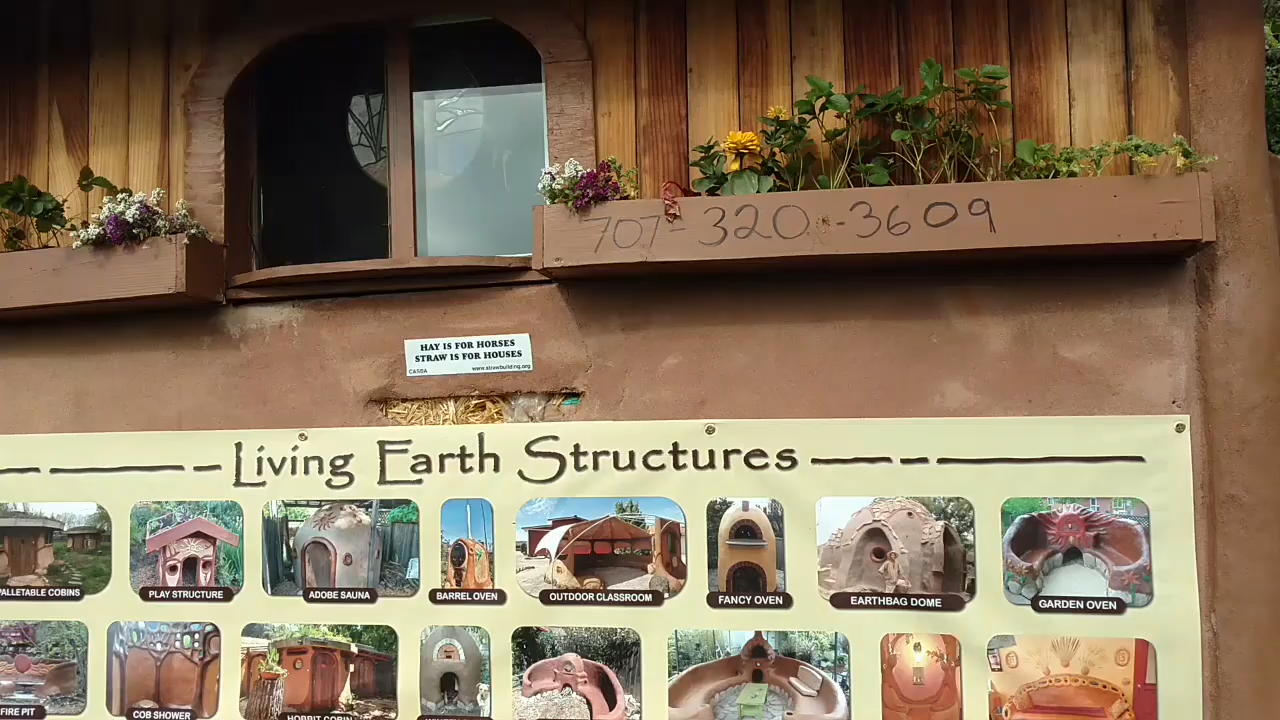 707-320-3609
HAY IS FOR HORSES
STRAW IS FOR HOUSES
CASBA www.strawbuilding.org
Living Earth Structures
PALLETABLE COBINS PLAY STRUCTURE ADOBE SAUNA BARREL OVEN OUTDOOR CLASSROOM FANCY OVEN EARTHBAG DOME GARDEN OVEN
FIRE PIT COB SHOWER HOBBIT COBIN